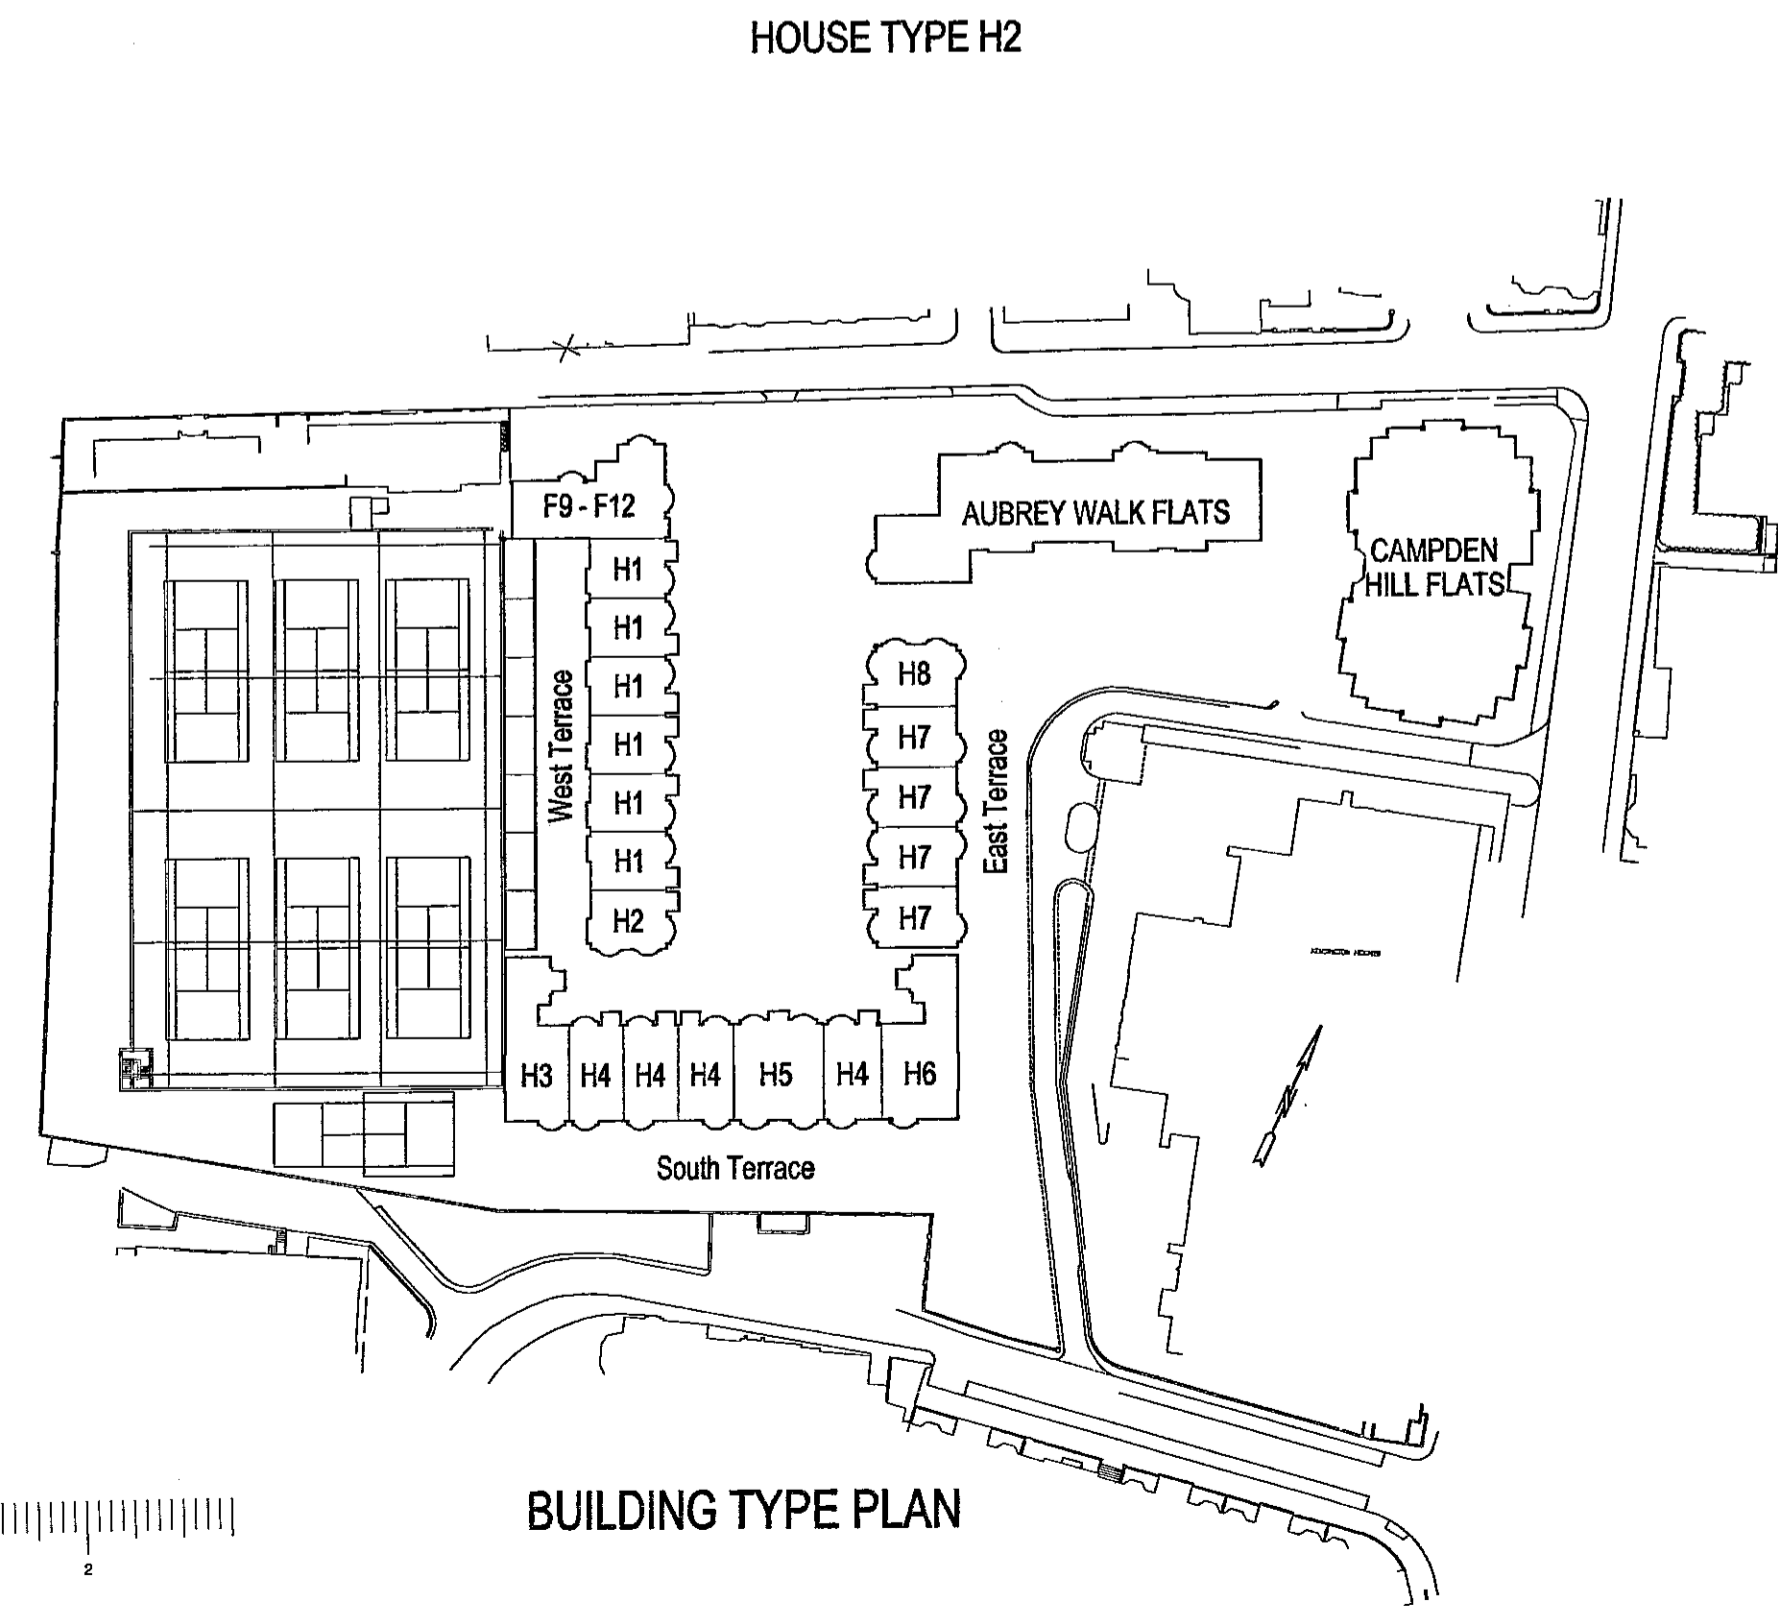 HOUSE TYPE H2
F9 - F12
AUBREY WALK FLATS
CAMPDEN
HILL FLATS
H1
H1
H1
H1
H1
H1
H2
West Terrace
H8
H7
H7
H7
H7
East Terrace
KENSINGTON HEIGHTS
N
H3
H4
H4
H4
H5
H4
H6
South Terrace
BUILDING TYPE PLAN
2